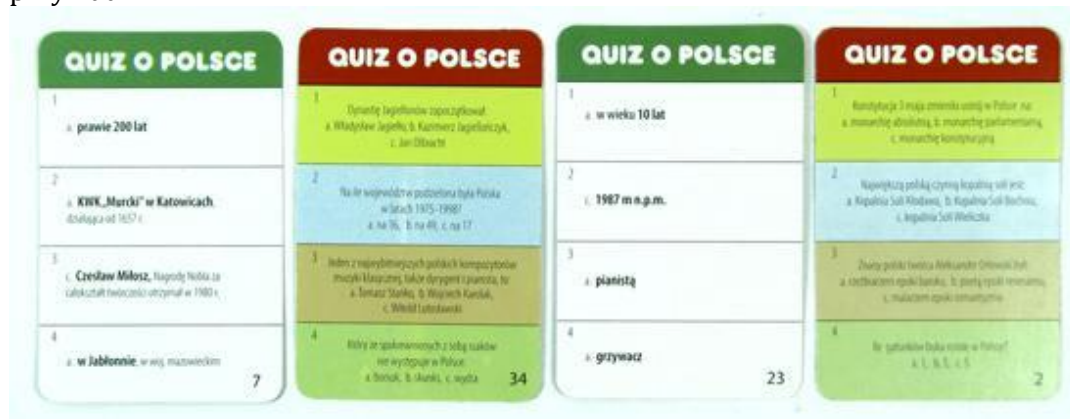 QUIZ O POLSCE
1
a. prawie 200 lat
2
a. KWK „Murcki” w Katowicach,
działająca od 1657 r.
3
c. Czesław Miłosz, Nagrodę Nobla za
całokształt twórczości otrzymał w 1980 r.
4
a. w Jabłonnie, w woj. mazowieckim
7
QUIZ O POLSCE
1
Dynastię Jagiellonów zapoczątkował:
a. Władysław Jagiełło, b. Kazimierz Jagiellończyk,
c. Jan Olbracht
2
Na ile województw podzielona była Polska
w latach 1975-1998?
a. na 16, b. na 49, c. na 17
3
Jeden z najwybitniejszych polskich kompozytorów
muzyki klasycznej, także dyrygent i pianista, to:
a. Tomasz Stańko, b. Wojciech Karolak,
c. Witold Lutosławski
4
Który ze spokrewnionych z sobą ssaków
nie występuje w Polsce:
a. borsuk, b. skunks, c. wydra
34
QUIZ O POLSCE
1
a. w wieku 10 lat
2
c. 1987 m n.p.m.
3
a. pianistą
4
a. grzywacz
23
QUIZ O POLSCE
1
Konstytucja 3 maja zmieniła ustrój w Polsce na:
a. monarchię absolutną, b. monarchię parlamentarną,
c. monarchię konstytucyjną
2
Największą polską czynną kopalnią soli jest:
a. Kopalnia Soli Kłodawa, b. Kopalnia Soli Bochnia,
c. Kopalnia Soli Wieliczka
3
Znany polski twórca Aleksander Orłowski był:
a. rzeźbiarzem epoki baroku, b. poetą epoki renesansu,
c. malarzem epoki romantyzmu
4
Ile gatunków buka rośnie w Polsce?
a. 1, b. 3, c. 5
2